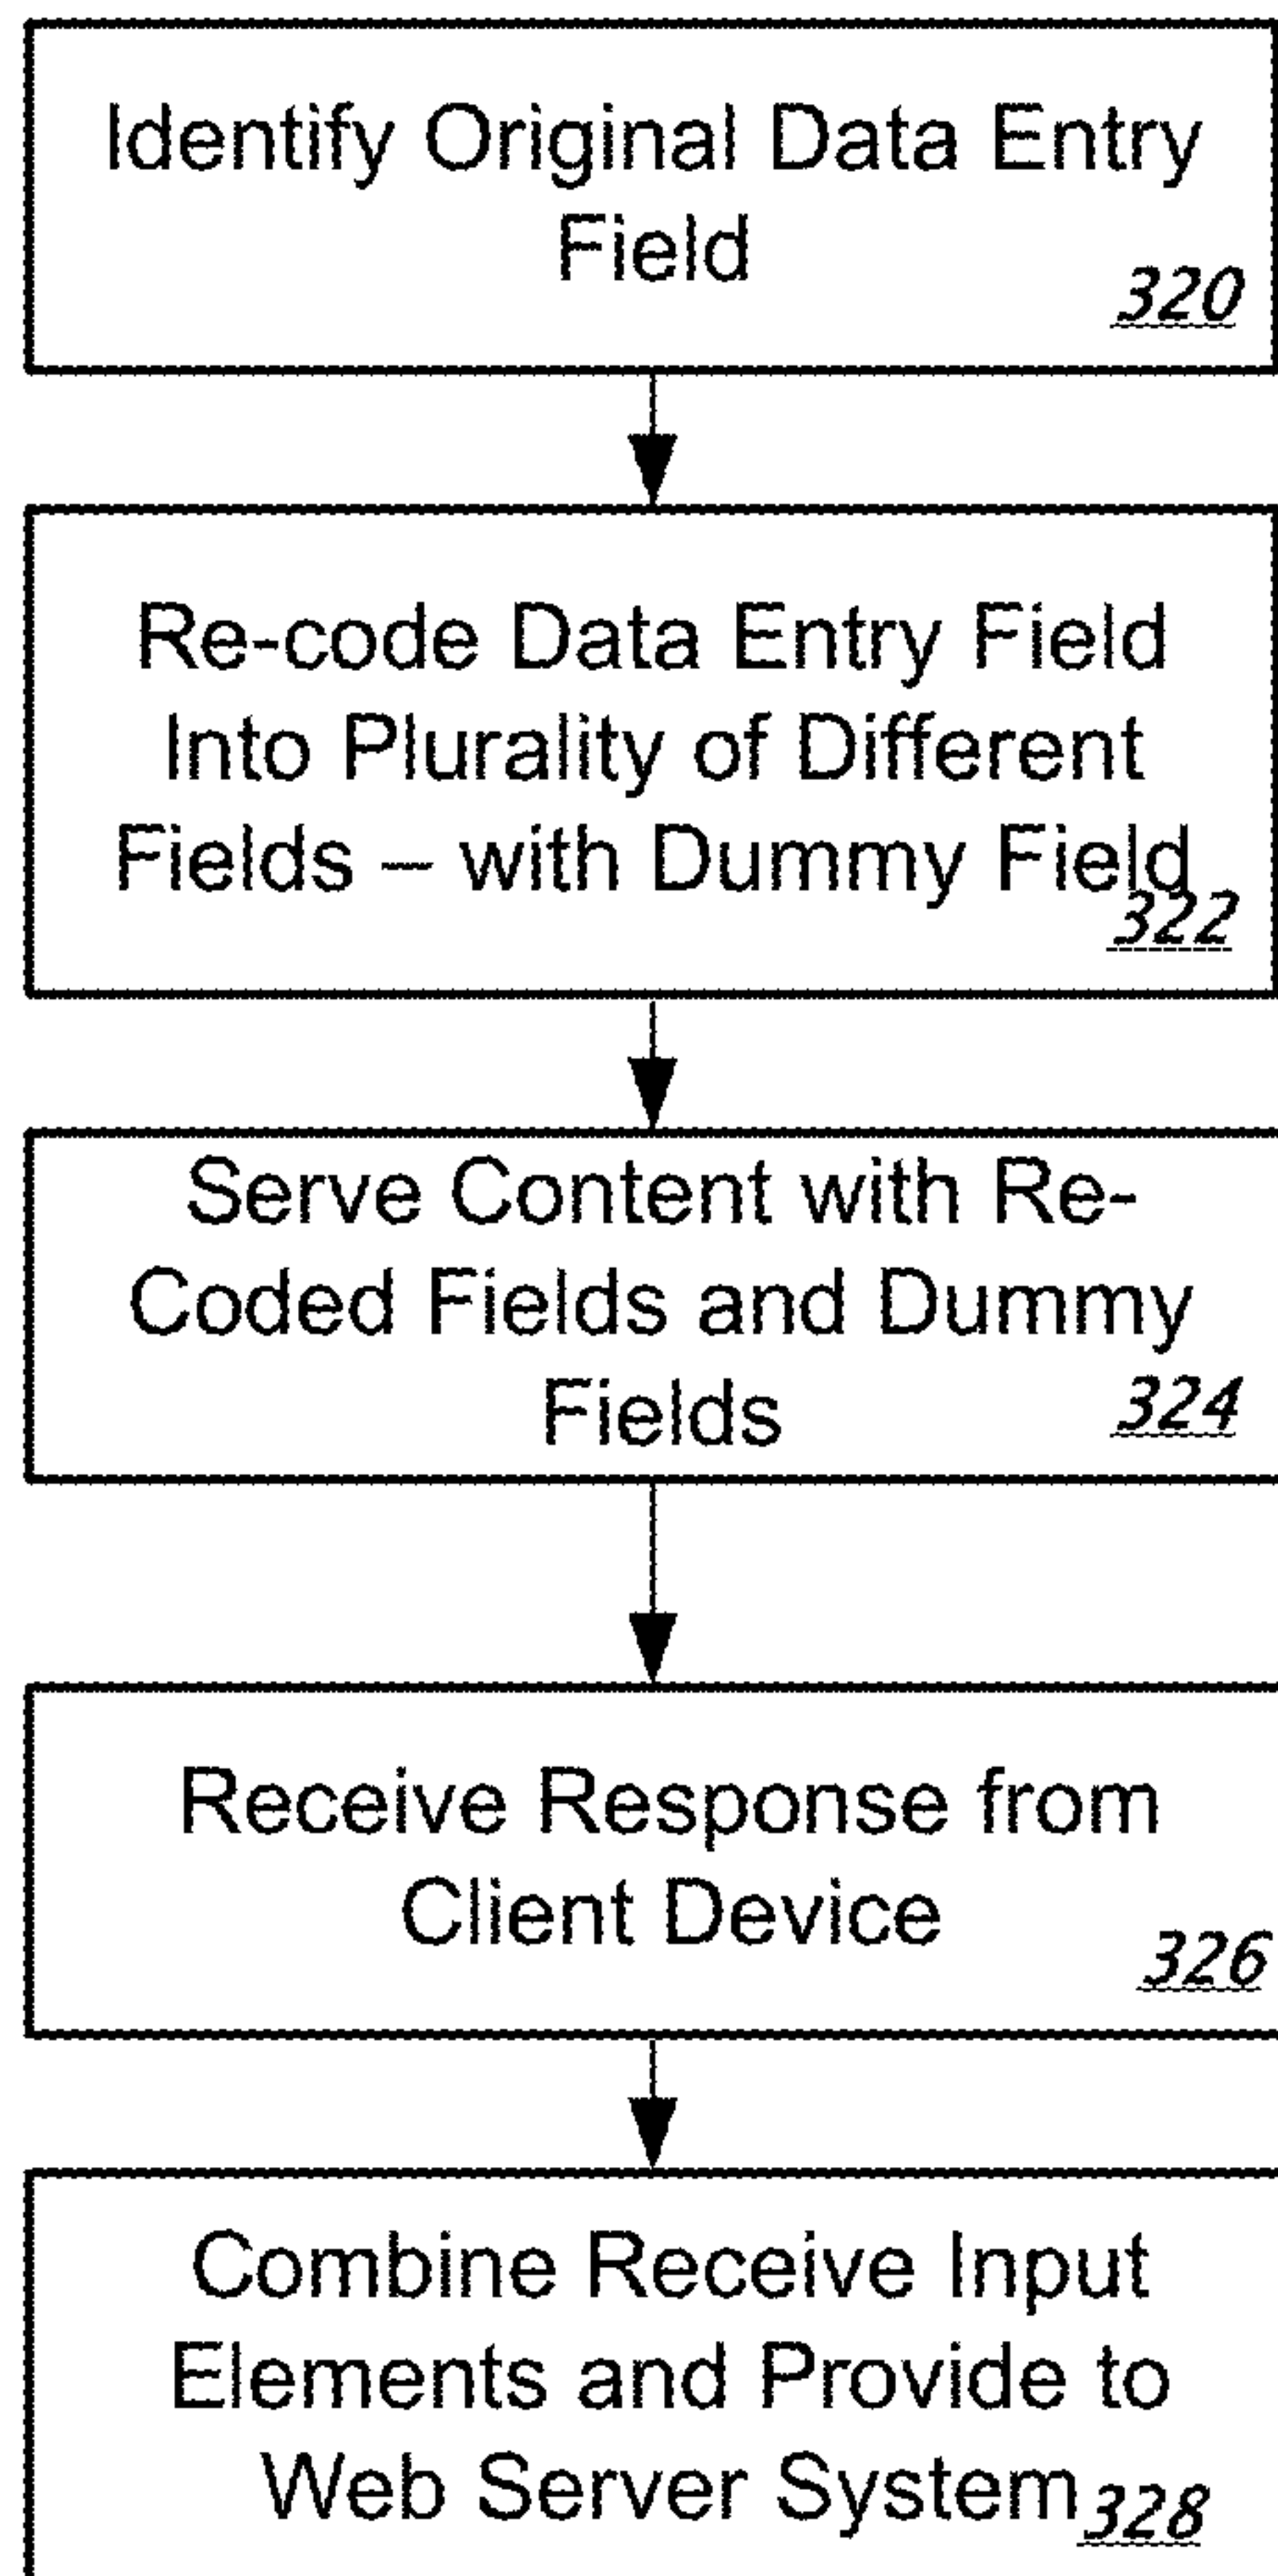 Identify Original Data Entry
Field
320
Re-code Data Entry Field
Into Plurality of Different
Fields – with Dummy Field
322
Serve Content with Re-
Coded Fields and Dummy
Fields
324
Receive Response from
Client Device
326
Combine Receive Input
Elements and Provide to
Web Server System
328